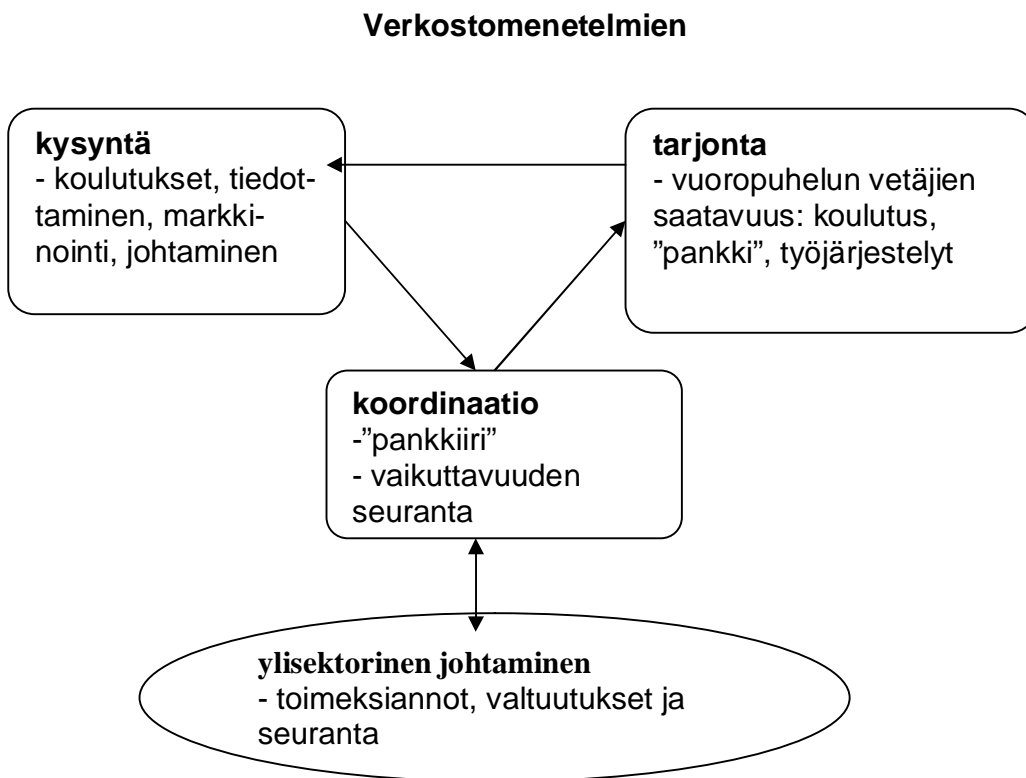 Verkostomenetelmien
kysyntä
- koulutukset, tiedot-
taminen, markki-
nointi, johtaminen
tarjonta
- vuoropuhelun vetäjien
saatavuus: koulutus,
”pankki”, työjärjestelyt
koordinaatio
-”pankkiiri”
- vaikuttavuuden
seuranta
ylisektorinen johtaminen
- toimeksiannot, valtuutukset ja
seuranta